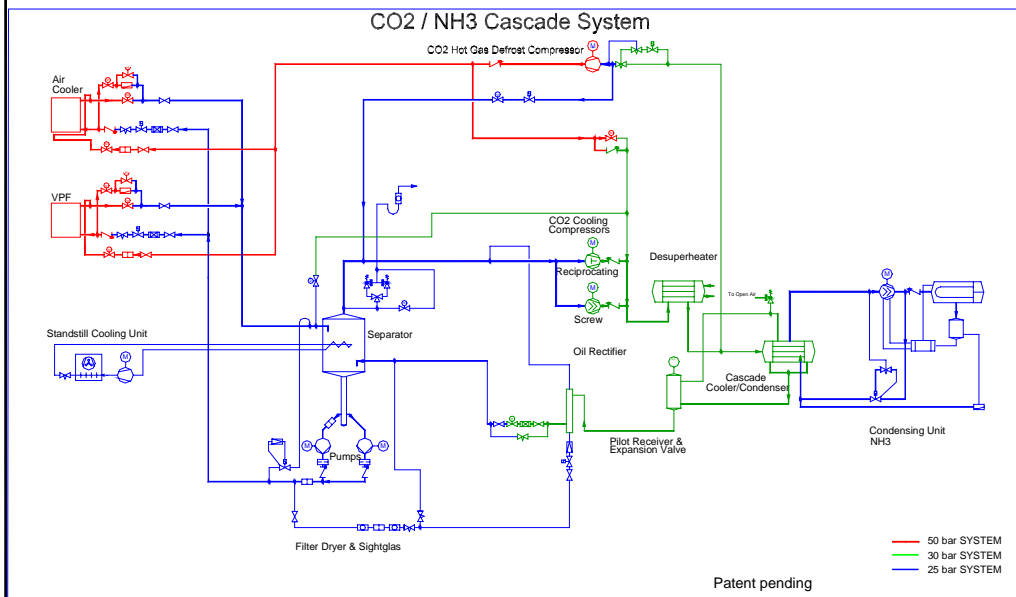 CO2 / NH3 Cascade System
CO2 Hot Gas Defrost Compressor
M
Air
Cooler
VPF
CO2 Cooling
Compressors
M
Reciprocating
M
Screw
Desuperheater
To Open Air
M
Standstill Cooling Unit
M
Separator
Oil Rectifier
Cascade
Cooler/Condenser
Condensing Unit
NH3
Pilot Receiver &
Expansion Valve
M
Pumps
M
Filter Dryer & Sightglas
50 bar SYSTEM
30 bar SYSTEM
25 bar SYSTEM
Patent pending